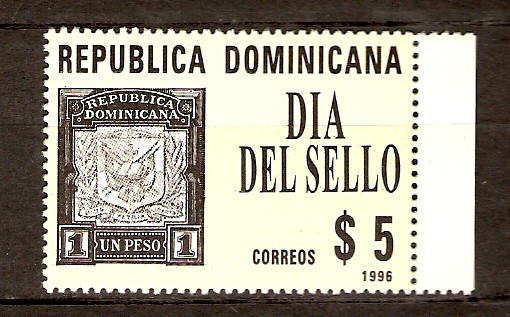 REPUBLICA DOMINICANA
REPUBLICA
DOMINICANA
1 UN PESO 1
DIA
DEL SELLO
CORREOS $ 5
1996